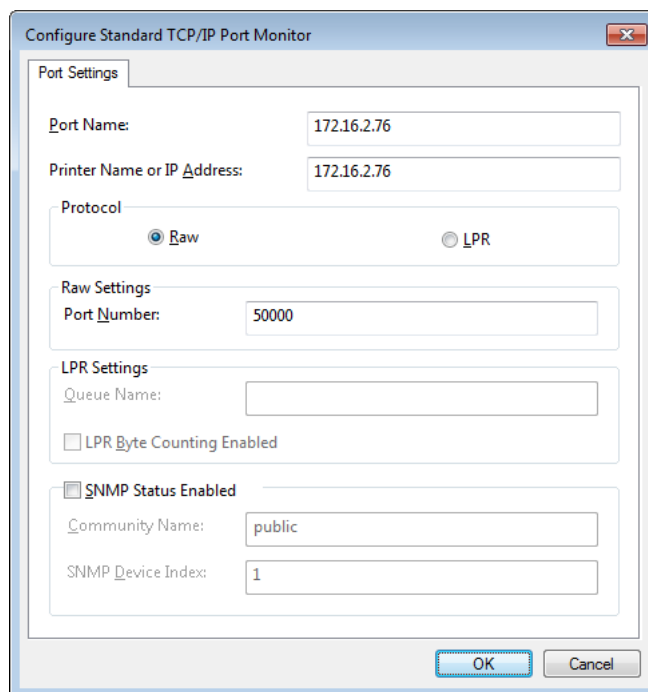 Configure Standard TCP/IP Port Monitor
Port Settings
Port Name: 172.16.2.76
Printer Name or IP Address: 172.16.2.76
Protocol
Raw LPR
Raw Settings
Port Number: 50000
LPR Settings
Queue Name:
LPR Byte Counting Enabled
SNMP Status Enabled
Community Name: public
SNMP Device Index: 1
OK Cancel